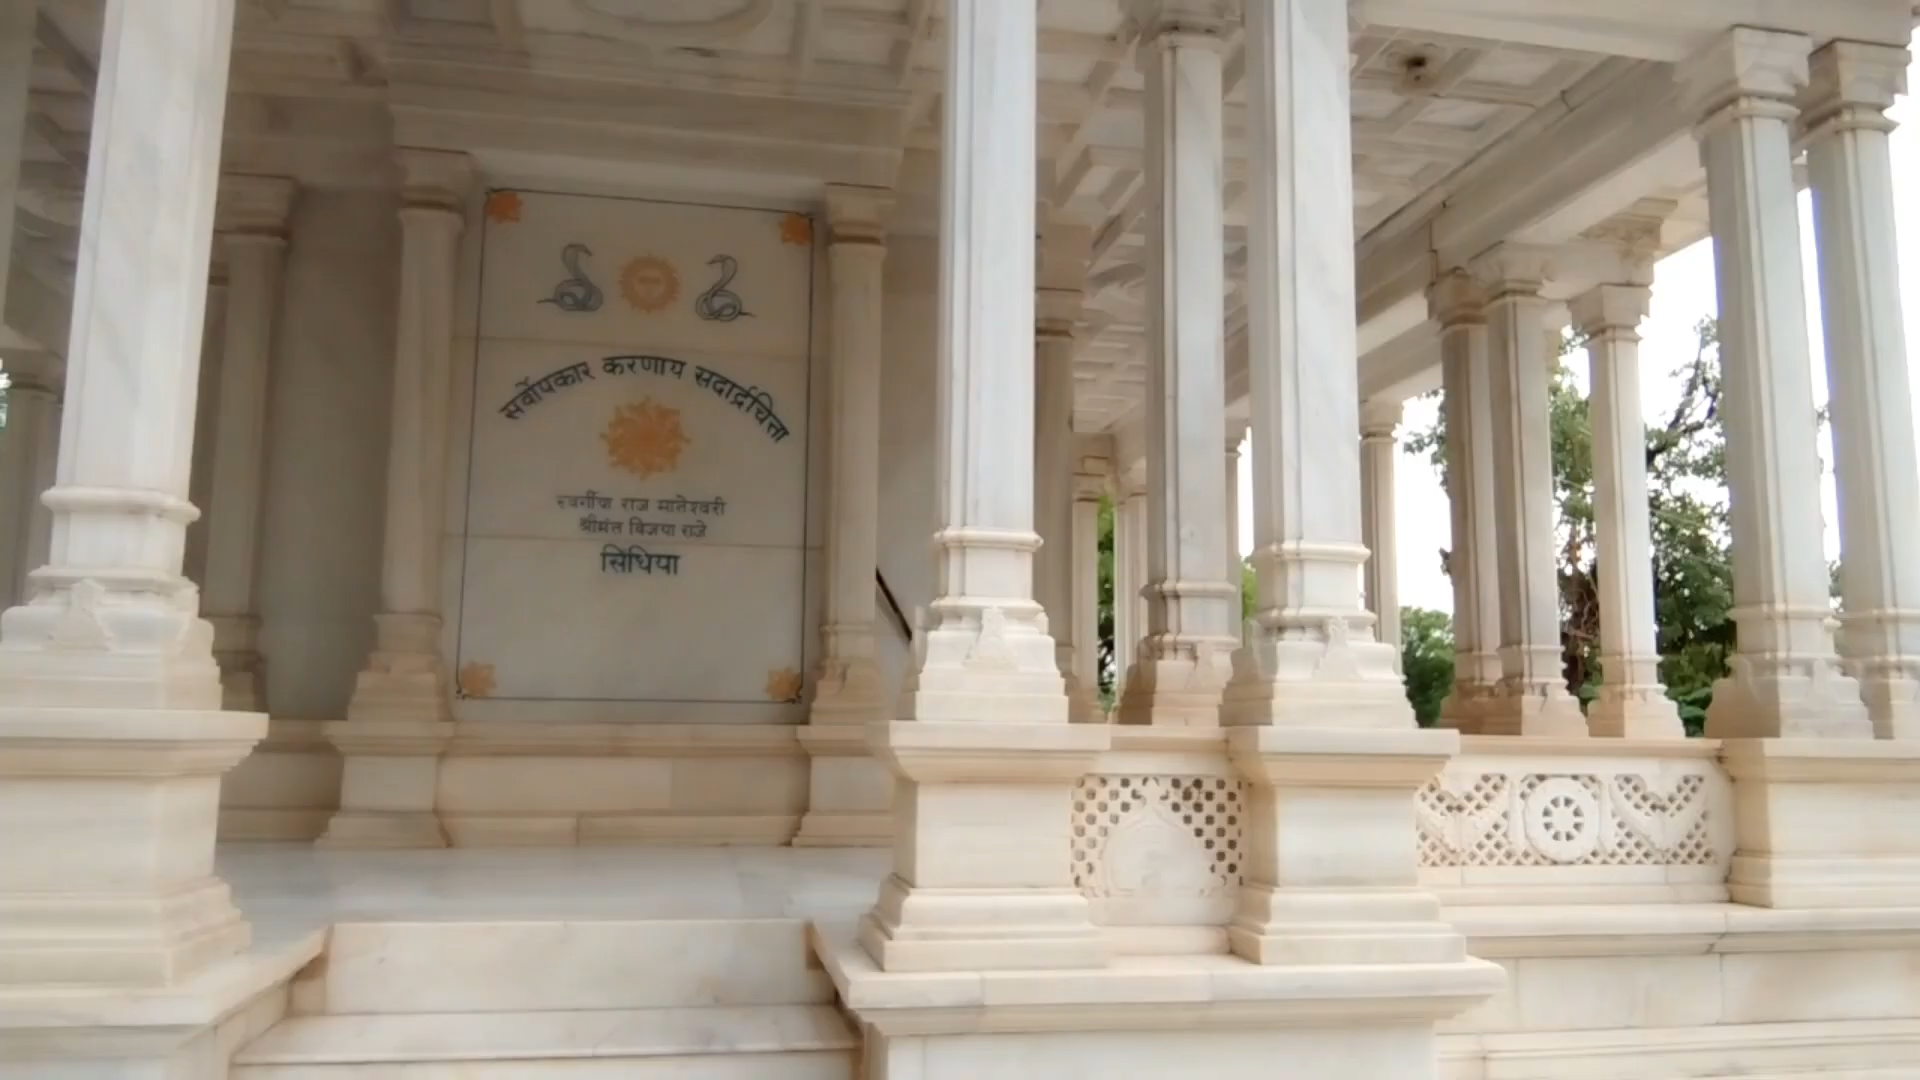 सर्वोपकार करणाय सदार्द्रचित्ता
स्वर्गीय राज मातेश्वरी
श्रीमंत विजया राजे
सिंधिया